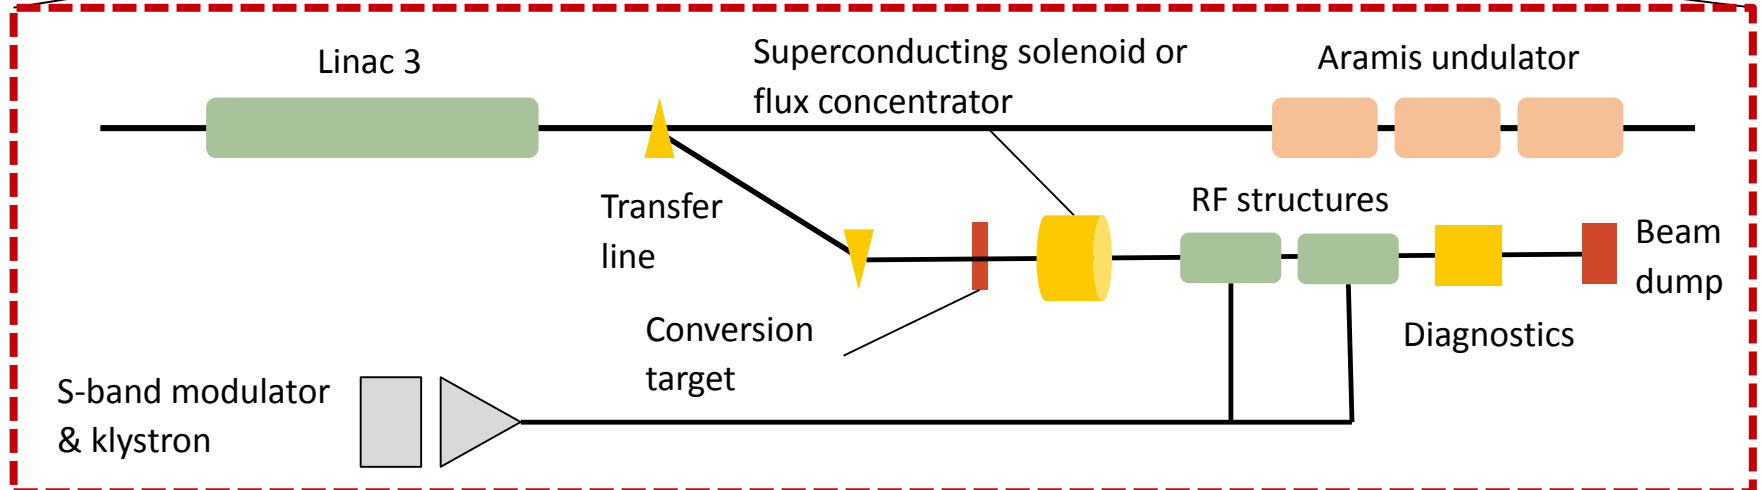 Linac 3
Superconducting solenoid or
flux concentrator
Aramis undulator
Transfer
line
RF structures
Beam
dump
Conversion
target
Diagnostics
S-band modulator
& klystron